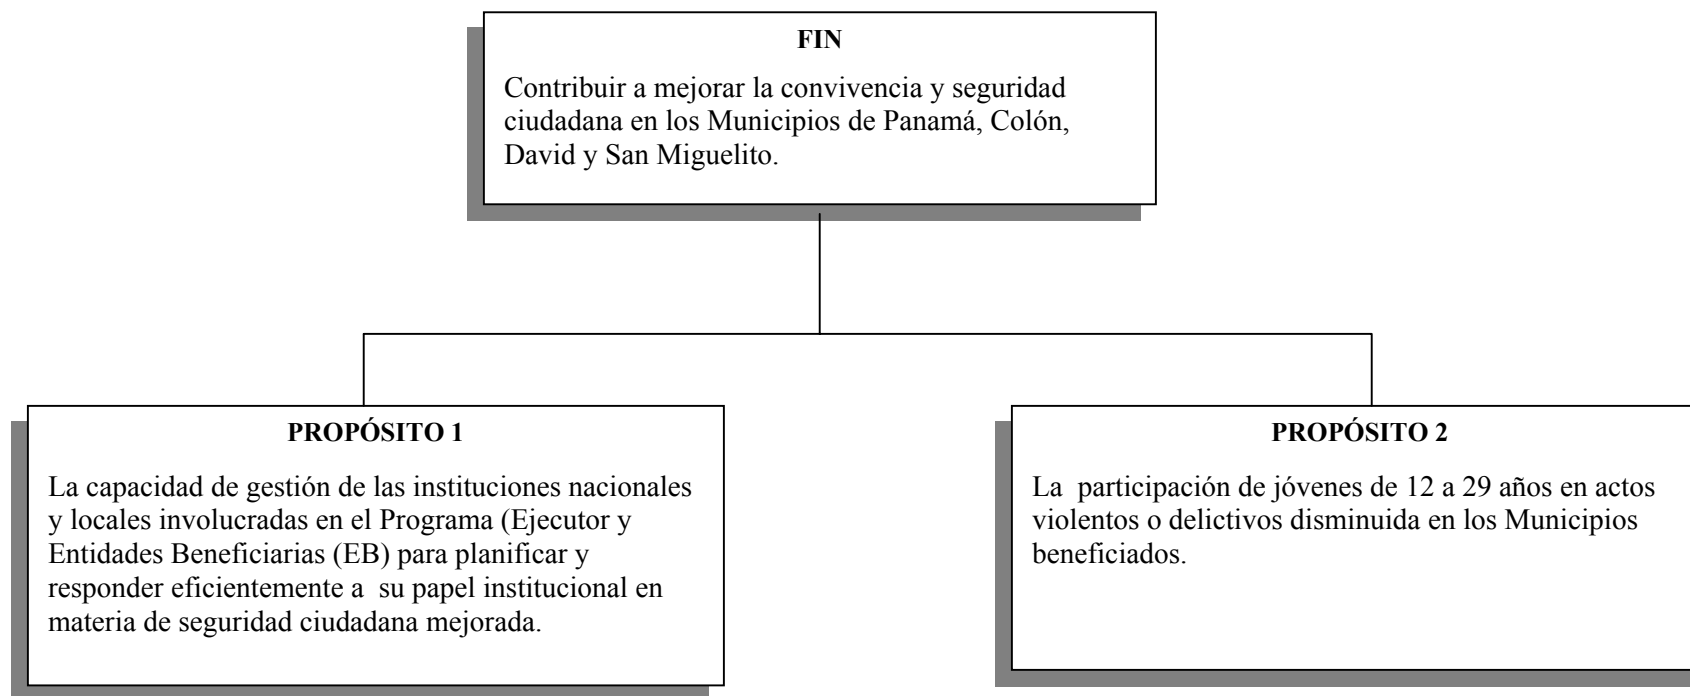 FIN
Contribuir a mejorar la convivencia y seguridad
ciudadana en los Municipios de Panamá, Colón,
David y San Miguelito.
PROPÓSITO 1
La capacidad de gestión de las instituciones nacionales
y locales involucradas en el Programa (Ejecutor y
Entidades Beneficiarias (EB) para planificar y
responder eficientemente a  su papel institucional en
materia de seguridad ciudadana mejorada.
PROPÓSITO 2
La  participación de jóvenes de 12 a 29 años en actos
violentos o delictivos disminuida en los Municipios
beneficiados.